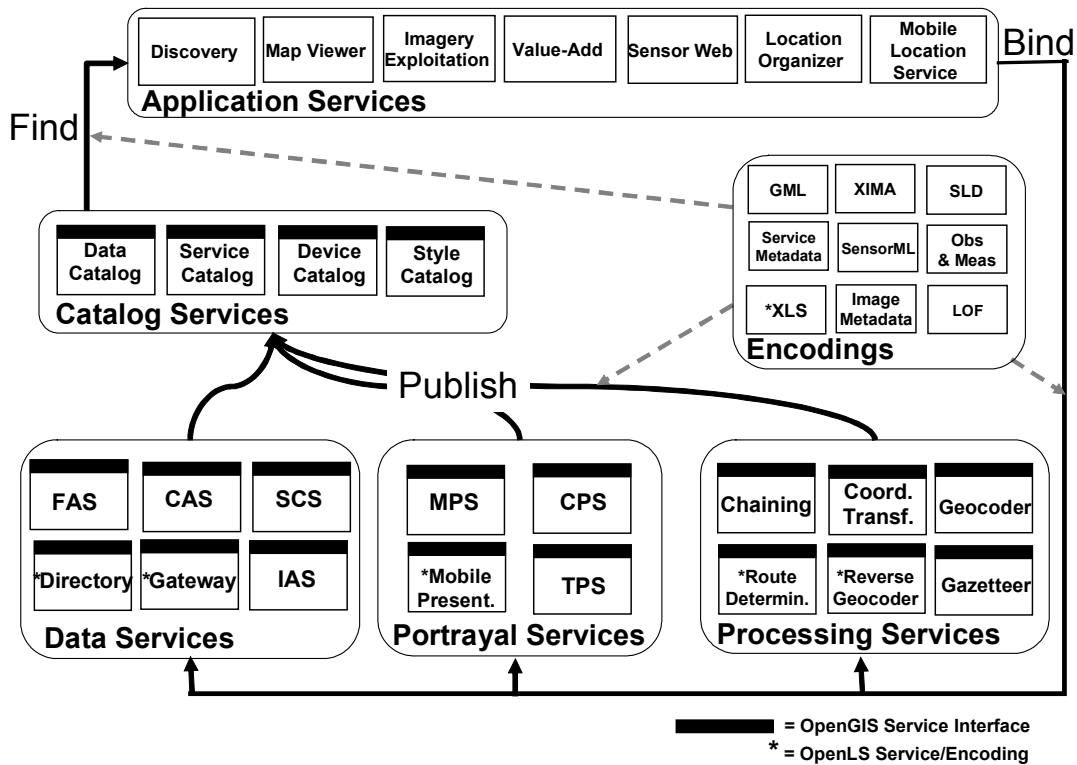 Discovery
Map Viewer
Imagery
Exploitation
Value-Add
Sensor Web
Location
Organizer
Mobile
Location
Service
Application Services
Bind
Find
GML
XIMA
SLD
Service
Metadata
SensorML
Obs
& Meas
*XLS
Image
Metadata
LOF
Encodings
Data
Catalog
Service
Catalog
Device
Catalog
Style
Catalog
Catalog Services
Publish
FAS
CAS
SCS
*Directory
*Gateway
IAS
Data Services
MPS
CPS
*Mobile
Present.
TPS
Portrayal Services
Chaining
Coord.
Transf.
Geocoder
*Route
Determin.
*Reverse
Geocoder
Gazetteer
Processing Services
= OpenGIS Service Interface
* = OpenLS Service/Encoding